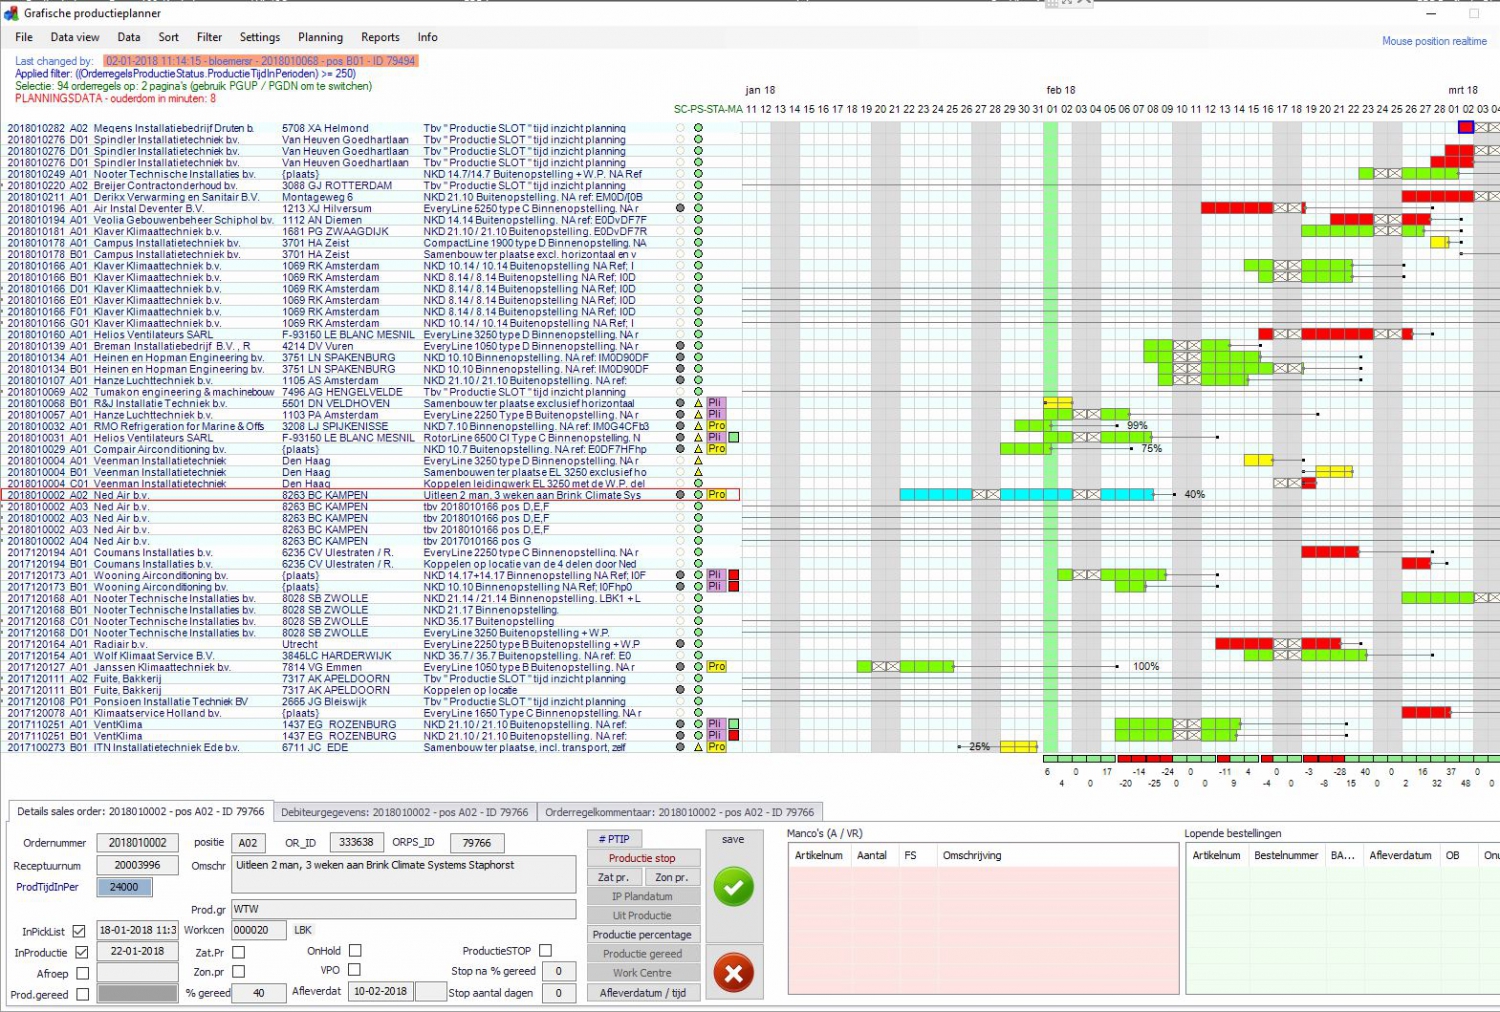 Grafische productieplanner
File Data view Data Sort Filter Settings Planning Reports Info
Mouse position realtime
Last changed by: 02-01-2018 11:14:15 - bloemersr - 2018010068 - pos B01 - ID 79494
Applied filter: ((OrderregelsProductieStatus.ProductieTijdInPerioden) >= 250)
Selectie: 94 orderregels op: 2 pagina's (gebruik PGUP / PGDN om te switchen)
PLANNINGSDATA - ouderdom in minuten: 8
jan 18 feb 18 mrt 18
SC-PS-STA-MA 11 12 13 14 15 16 17 18 19 20 21 22 23 24 25 26 27 28 29 30 31 01 02 03 04 05 06 07 08 09 10 11 12 13 14 15 16 17 18 19 20 21 22 23 24 25 26 27 28 01 02 03 04
2018010282 A02 Megens Installatiebedrijf Druten b. 5708 XA Helmond Tbv " Productie SLOT " tijd inzicht planning
2018010276 D01 Spindler Installatietechniek b.v. Van Heuven Goedhartlaan Tbv " Productie SLOT " tijd inzicht planning
2018010276 D01 Spindler Installatietechniek b.v. Van Heuven Goedhartlaan Tbv " Productie SLOT " tijd inzicht planning
2018010276 D01 Spindler Installatietechniek b.v. Van Heuven Goedhartlaan Tbv " Productie SLOT " tijd inzicht planning
2018010249 A01 Nooter Technische Installaties b.v. {plaats} NKD 14.7/14.7 Buitenopstelling + W.P. NA Ref
2018010220 A02 Breijer Contractonderhoud b.v. 3088 GJ ROTTERDAM Tbv " Productie SLOT " tijd inzicht planning
2018010211 A01 Derikx Verwarming en Sanitair B.V. Montageweg 6 NKD 21.10 Buitenopstelling. NA ref: EM0D/[0B
2018010196 A01 Air Instal Deventer B.V. 1213 XJ Hilversum EveryLine 5250 type C Binnenopstelling. NA r
2018010194 A01 Veolia Gebouwenbeheer Schiphol bv. 1112 AN Diemen NKD 14.14 Buitenopstelling. NA ref: E0DvDF7F
2018010181 A01 Klaver Klimaattechniek b.v. 1681 PG ZWAAGDIJK NKD 21.10 Buitenopstelling. E0DvDF7R
2018010178 A01 Campus Installatietechniek b.v. 3701 HA Zeist CompactLine 1900 type D Binnenopstelling, NA
2018010178 B01 Campus Installatietechniek b.v. 3701 HA Zeist Samenbouw ter plaatse excl. horizontaal en v
2018010166 A01 Klaver Klimaattechniek b.v. 1069 RK Amsterdam NKD 10.14 / 10.14 Buitenopstelling NA Ref; I
2018010166 B01 Klaver Klimaattechniek b.v. 1069 RK Amsterdam NKD 8.14 / 8.14 Buitenopstelling NA Ref; I0D
2018010166 D01 Klaver Klimaattechniek b.v. 1069 RK Amsterdam NKD 8.14 / 8.14 Buitenopstelling NA Ref; I0D
2018010166 E01 Klaver Klimaattechniek b.v. 1069 RK Amsterdam NKD 8.14 / 8.14 Buitenopstelling NA Ref; I0D
2018010166 F01 Klaver Klimaattechniek b.v. 1069 RK Amsterdam NKD 8.14 / 8.14 Buitenopstelling NA Ref; I0D
2018010166 G01 Klaver Klimaattechniek b.v. 1069 RK Amsterdam NKD 10.14 / 10.14 Buitenopstelling NA Ref; I
2018010160 A01 Helios Ventilateurs SARL F-93150 LE BLANC MESNIL EveryLine 3250 type D Binnenopstelling. NA r
2018010139 A01 Breman Installatiebedrijf B.V. , R 4214 DV Vuren EveryLine 1050 type D Binnenopstelling. NA r
2018010134 A01 Heinen en Hopman Engineering bv. 3751 LN SPAKENBURG NKD 10.10 Binnenopstelling. NA ref: IM0D90DF
2018010134 B01 Heinen en Hopman Engineering bv. 3751 LN SPAKENBURG NKD 10.10 Binnenopstelling. NA ref: IM0D90DF
2018010107 A01 Hanze Luchttechniek b.v. 1105 AS Amsterdam NKD 21.10 / 21.10 Buitenopstelling. NA ref:
2018010069 A02 Tumakon engineering & machinebouw 7496 AG HENGELVELDE Tbv " Productie SLOT " tijd inzicht planning
2018010068 B01 R&J Installatie Techniek b.v. 5501 DN VELDHOVEN Samenbouw ter plaatse exclusief horizontaal Pli
2018010057 A01 Hanze Luchttechniek b.v. 1103 PA Amsterdam EveryLine 2250 Type B Buitenopstelling. NA r Pli
2018010032 A01 RMO Refrigeration for Marine & Offs 3208 LJ SPIJKENISSE NKD 7.10 Binnenopstelling. NA ref: IM0G4CFb3 Pro 99%
2018010031 A01 Helios Ventilateurs SARL F-93150 LE BLANC MESNIL RotorLine 6500 CI Type C Binnenopstelling, N Pli
2018010029 A01 Compair Airconditioning b.v. {plaats} NKD 10.7 Buitenopstelling. NA ref: E0DF7HFhp Pro 75%
2018010004 A01 Veenman Installatietechniek Den Haag EveryLine 3250 type D Binnenopstelling. NA r
2018010004 B01 Veenman Installatietechniek Den Haag Samenbouwen ter plaatse EL 3250 exclusief ho
2018010004 C01 Veenman Installatietechniek Den Haag Koppelen leidingwerk EL 3250 met de W.P. del
2018010002 A02 Ned Air b.v. 8263 BC KAMPEN Uitleen 2 man, 3 weken aan Brink Climate Sys Pro 40%
2018010002 A03 Ned Air b.v. 8263 BC KAMPEN tbv 2018010166 pos D,E,F
2018010002 A03 Ned Air b.v. 8263 BC KAMPEN tbv 2018010166 pos D,E,F
2018010002 A03 Ned Air b.v. 8263 BC KAMPEN tbv 2018010166 pos D,E,F
2018010002 A04 Ned Air b.v. 8263 BC KAMPEN tbv 2017010166 pos G
2017120194 A01 Coumans Installaties b.v. 6235 CV Ulestraten / R. EveryLine 2250 type C Binnenopstelling. NA r
2017120194 B01 Coumans Installaties b.v. 6235 CV Ulestraten / R. Koppelen op locatie van de 4 delen door Ned
2017120173 A01 Wooning Airconditioning bv. {plaats} NKD 14.17+14.17 Binnenopstelling NA Ref; I0F Pli
2017120173 B01 Wooning Airconditioning bv. {plaats} NKD 10.10 Binnenopstelling NA Ref; I0Fhp0 Pli
2017120168 A01 Nooter Technische Installaties bv. 8028 SB ZWOLLE NKD 21.14 / 21.14 Binnenopstelling. LBK1 + L
2017120168 B01 Nooter Technische Installaties bv. 8028 SB ZWOLLE NKD 21.17 Binnenopstelling.
2017120168 C01 Nooter Technische Installaties bv. 8028 SB ZWOLLE NKD 35.17 Buitenopstelling
2017120168 D01 Nooter Technische Installaties bv. 8028 SB ZWOLLE EveryLine 3250 Buitenopstelling + W.P.
2017120164 A01 Radiair b.v. Utrecht EveryLine 2250 type B Buitenopstelling + W.P
2017120154 A01 Wolf Klimaat Service B.V. 3845LC HARDERWIJK NKD 35.7 / 35.7 Buitenopstelling. NA ref: E0
2017120127 A01 Janssen Klimaattechniek b.v. 7814 VG Emmen EveryLine 1050 type B Buitenopstelling. NA r Pro 100%
2017120111 A02 Fuite, Bakkerij 7317 AK APELDOORN Tbv " Productie SLOT " tijd inzicht planning
2017120111 B01 Fuite, Bakkerij 7317 AK APELDOORN Koppelen op locatie
2017120108 P01 Ponsioen Installatie Techniek BV 2665 JG Bleiswijk Tbv " Productie SLOT " tijd inzicht planning
2017120078 A01 Klimaatservice Holland b.v. {plaats} EveryLine 1650 Type C Binnenopstelling, NA r
2017110251 A01 VentKlima 1437 EG ROZENBURG NKD 21.10 / 21.10 Buitenopstelling. NA ref: Pli
2017110251 B01 VentKlima 1437 EG ROZENBURG NKD 21.10 / 21.10 Buitenopstelling. NA ref: Pli
2017100273 B01 ITN Installatietechniek Ede b.v. 6711 JC EDE Samenbouw ter plaatse, incl. transport, zelf Pro 25%
6 0 17 -14 -24 0 -11 4 0 -3 -28 40 0 16 37 0
4 0 -20 -25 0 9 -4 0 -8 15 2 32 48
Details sales order: 2018010002 - pos A02 - ID 79766 Debiteurgegevens: 2018010002 - pos A02 - ID 79766 Orderregelkommentaar: 2018010002 - pos A02 - ID 79766
Ordernummer 2018010002 positie A02 OR_ID 333638 ORPS_ID 79766
Receptuurnum 20003996 Omschr Uitleen 2 man, 3 weken aan Brink Climate Systems Staphorst
ProdTijdInPer 24000
Prod.gr WTW
InPickList 18-01-2018 11:3 Workcen 000020 LBK
InProductie 22-01-2018 Zat.Pr OnHold ProductieSTOP
Afroep Zon.pr VPO Stop na % gereed 0
Prod.gereed % gereed 40 Afleverdat 10-02-2018 Stop aantal dagen 0
# PTIP
Productie stop
Zat pr. Zon pr.
IP Plandatum
Uit Productie
Productie percentage
Productie gereed
Work Centre
Afleverdatum / tijd
save
Manco's (A / VR)
Artikelnum Aantal FS Omschrijving
Lopende bestellingen
Artikelnum Bestelnummer BA... Afleverdatum OB